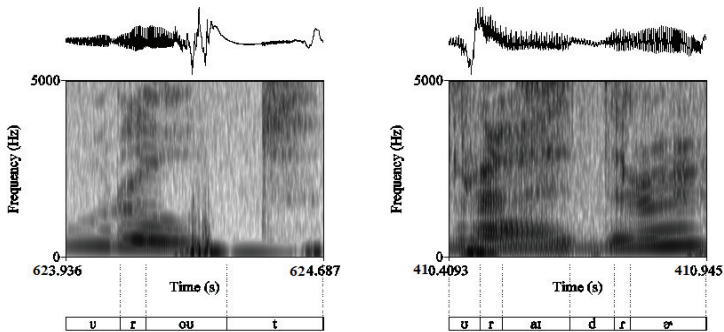 5000
Frequency (Hz)
0
623.936
624.687
Time (s)
ʋ r oʊ t
5000
Frequency (Hz)
0
410.4093
410.945
Time (s)
ʊ r aɪ d r ɚ